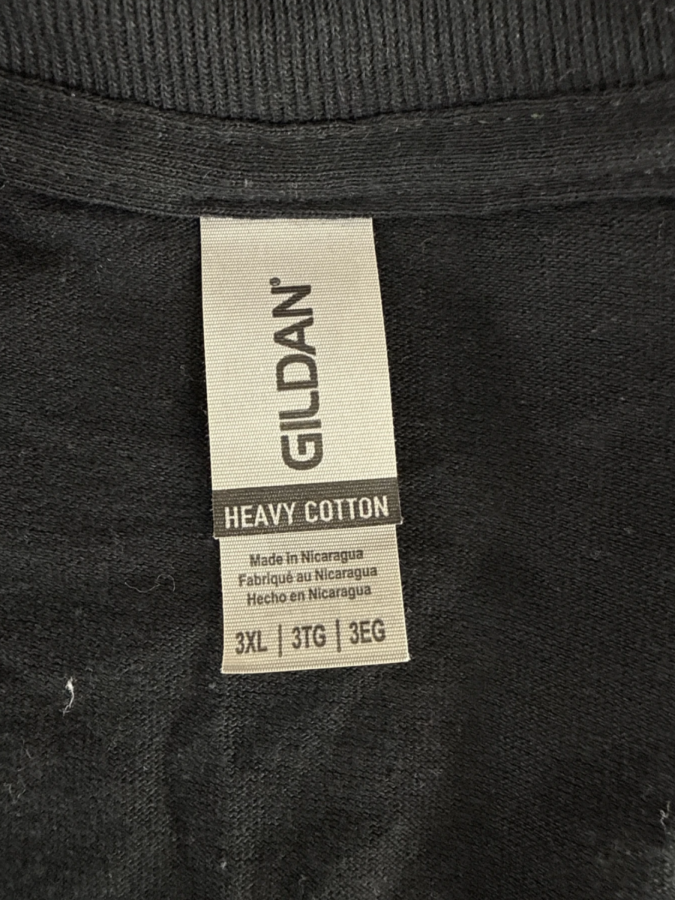 GILDAN®
HEAVY COTTON
Made in Nicaragua
Fabriqué au Nicaragua
Hecho en Nicaragua
3XL | 3TG | 3EG